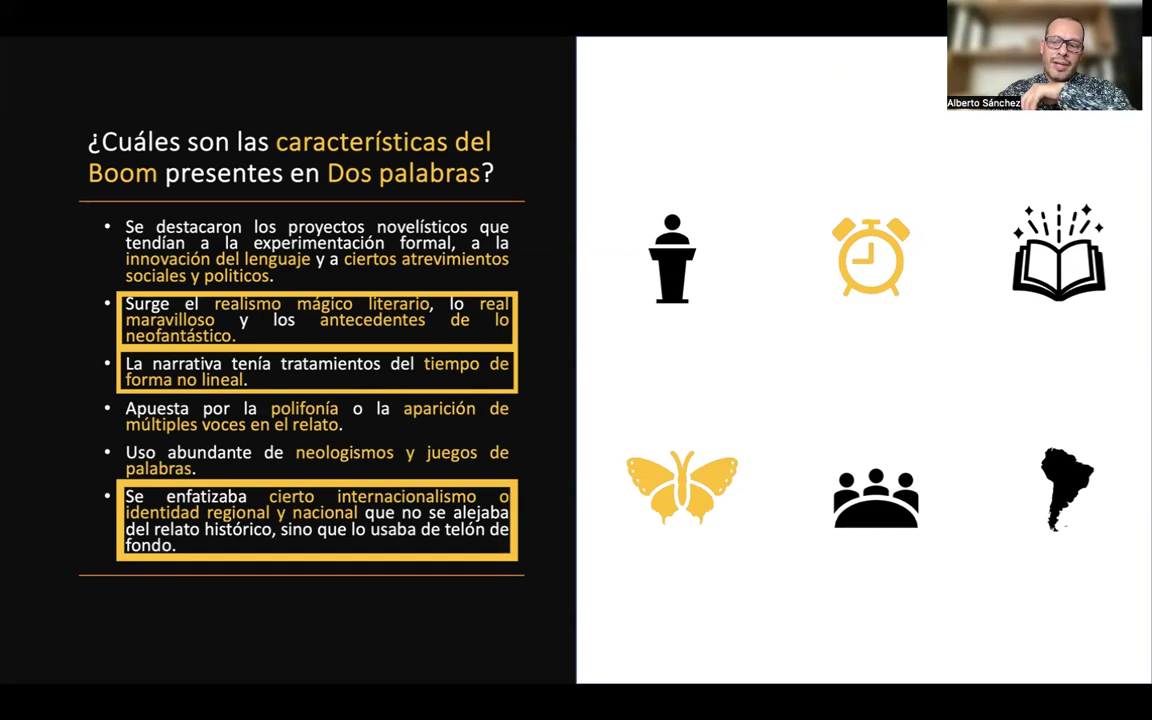 Alberto Sánchez
¿Cuáles son las características del
Boom presentes en Dos palabras?
• Se destacaron los proyectos novelísticos que
tendían a la experimentación formal, a la
innovación del lenguaje y a ciertos atrevimientos
sociales y politicos.
• Surge el realismo mágico literario, lo real
maravilloso y los antecedentes de lo
neofantástico.
• La narrativa tenía tratamientos del tiempo de
forma no lineal.
• Apuesta por la polifonía o la aparición de
múltiples voces en el relato.
• Uso abundante de neologismos y juegos de
palabras.
• Se enfatizaba cierto internacionalismo o
identidad regional y nacional que no se alejaba
del relato histórico, sino que lo usaba de telón de
fondo.